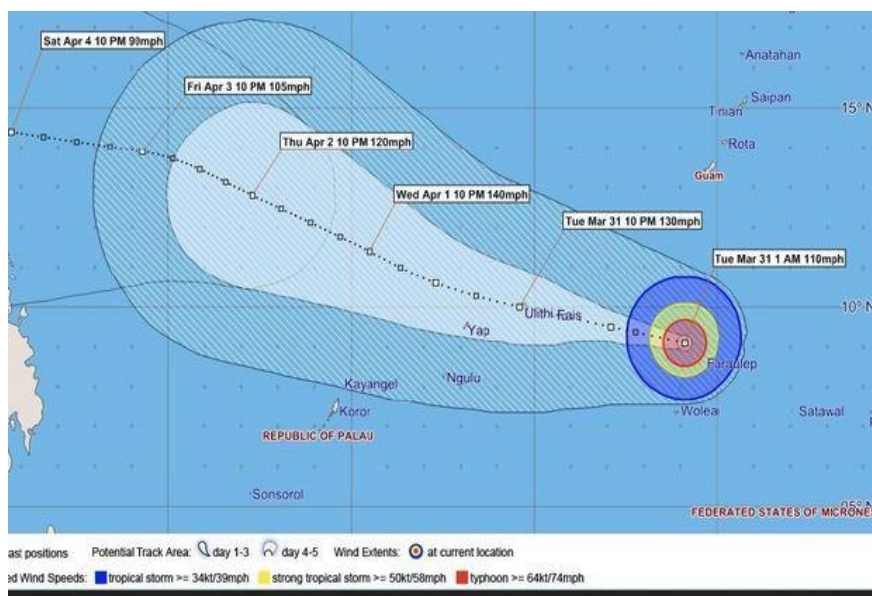 Sat Apr 4 10 PM 90mph
Anatahan
Fri Apr 3 10 PM 105mph
Saipan
15° N
Tinian
Thu Apr 2 10 PM 120mph
Rota
Guam
Wed Apr 1 10 PM 140mph
Tue Mar 31 10 PM 130mph
Tue Mar 31 1 AM 110mph
10° N
Ulithi Fais
Yap
Faraulep
Ngulu
Kayangel
Koror
Wolea
Satawal
REPUBLIC OF PALAU
Sonsorol
05° N
FEDERATED STATES OF MICRONE
ast positions Potential Track Area: day 1-3 day 4-5 Wind Extents: at current location
ed Wind Speeds: tropical storm >= 34kt/39mph strong tropical storm >= 50kt/58mph typhoon >= 64kt/74mph